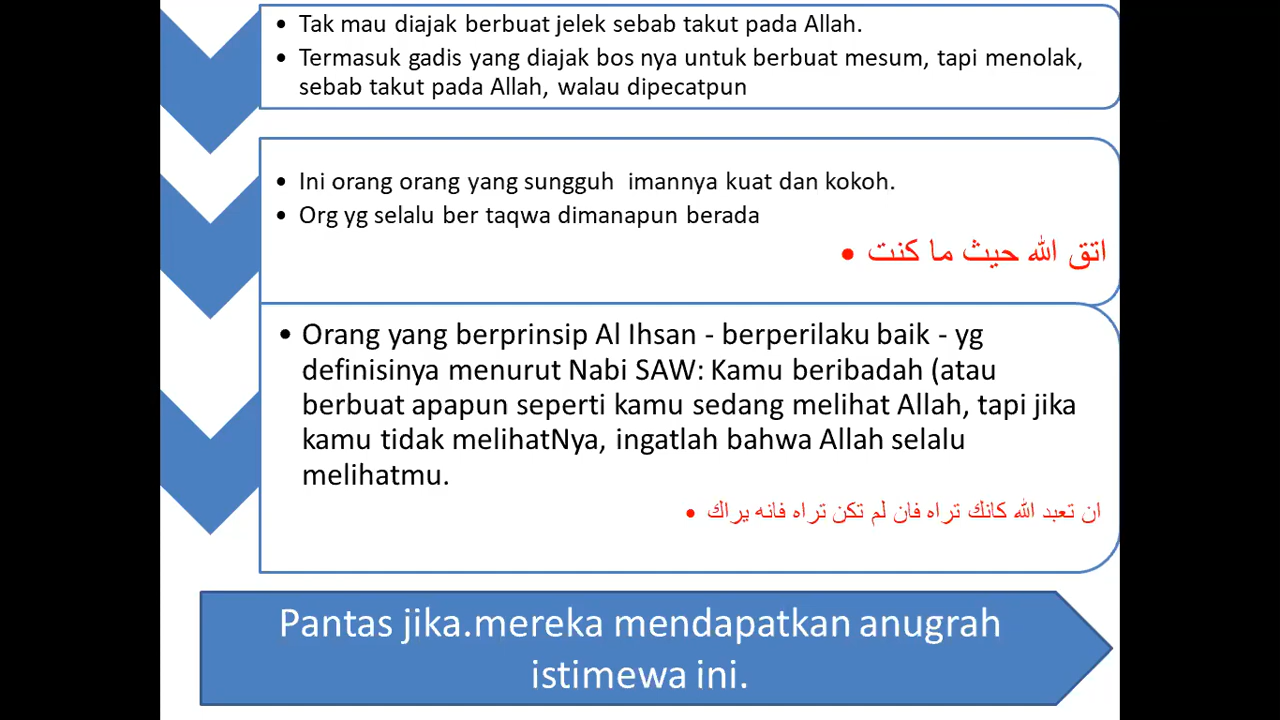 • Tak mau diajak berbuat jelek sebab takut pada Allah.
• Termasuk gadis yang diajak bos nya untuk berbuat mesum, tapi menolak,
sebab takut pada Allah, walau dipecatpun
• Ini orang orang yang sungguh  imannya kuat dan kokoh.
• Org yg selalu ber taqwa dimanapun berada
اتق الله حيث ما كنت •
• Orang yang berprinsip Al Ihsan - berperilaku baik - yg
definisinya menurut Nabi SAW: Kamu beribadah (atau
berbuat apapun seperti kamu sedang melihat Allah, tapi jika
kamu tidak melihatNya, ingatlah bahwa Allah selalu
melihatmu.
ان تعبد الله كانك تراه فان لم تكن تراه فانه يراك •
Pantas jika.mereka mendapatkan anugrah
istimewa ini.